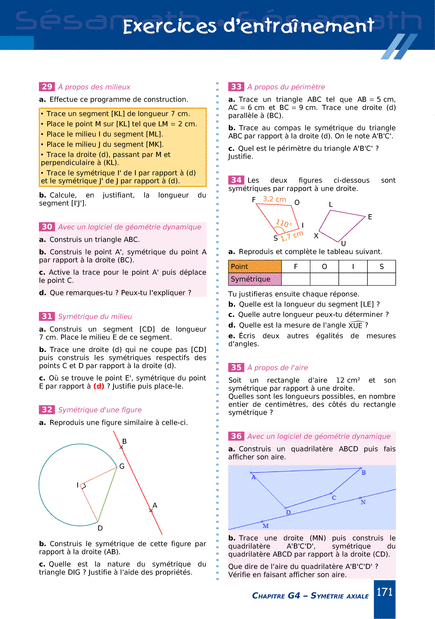 Exercices d'entraînement
29 À propos des milieux
a. Effectue ce programme de construction.
• Trace un segment [KL] de longueur 7 cm.
• Place le point M sur [KL] tel que LM = 2 cm.
• Place le milieu I du segment [ML].
• Place le milieu J du segment [MK].
• Trace la droite (d), passant par M et
perpendiculaire à (KL).
• Trace le symétrique I' de I par rapport à (d)
et le symétrique J' de J par rapport à (d).
b. Calcule, en justifiant, la longueur du
segment [I'J'].
30 Avec un logiciel de géométrie dynamique
a. Construis un triangle ABC.
b. Construis le point A', symétrique du point A
par rapport à la droite (BC).
c. Active la trace pour le point A' puis déplace
le point C.
d. Que remarques-tu ? Peux-tu l'expliquer ?
31 Symétrique du milieu
a. Construis un segment [CD] de longueur
7 cm. Place le milieu E de ce segment.
b. Trace une droite (d) qui ne coupe pas [CD]
puis construis les symétriques respectifs des
points C et D par rapport à la droite (d).
c. Où se trouve le point E', symétrique du point
E par rapport à (d) ? Justifie puis place-le.
32 Symétrique d'une figure
a. Reproduis une figure similaire à celle-ci.
B
G
I
A
D
b. Construis le symétrique de cette figure par
rapport à la droite (AB).
c. Quelle est la nature du symétrique du
triangle DIG ? Justifie à l'aide des propriétés.
33 À propos du périmètre
a. Trace un triangle ABC tel que AB = 5 cm,
AC = 6 cm et BC = 9 cm. Trace une droite (d)
parallèle à (BC).
b. Trace au compas le symétrique du triangle
ABC par rapport à la droite (d). On le note A'B'C'.
c. Quel est le périmètre du triangle A'B'C' ?
Justifie.
34 Les deux figures ci-dessous sont
symétriques par rapport à une droite.
F 3,2 cm O L
E
110° I
S 1,7 cm X
U
a. Reproduis et complète le tableau suivant.
Point F O I S
Symétrique
Tu justifieras ensuite chaque réponse.
b. Quelle est la longueur du segment [LE] ?
c. Quelle autre longueur peux-tu déterminer ?
d. Quelle est la mesure de l'angle XUE ?
e. Écris deux autres égalités de mesures
d'angles.
35 À propos de l'aire
Soit un rectangle d'aire 12 cm² et son
symétrique par rapport à une droite.
Quelles sont les longueurs possibles, en nombre
entier de centimètres, des côtés du rectangle
symétrique ?
36 Avec un logiciel de géométrie dynamique
a. Construis un quadrilatère ABCD puis fais
afficher son aire.
A
B
C
N
D
M
b. Trace une droite (MN) puis construis le
quadrilatère A'B'C'D', symétrique du
quadrilatère ABCD par rapport à la droite (CD).
Que dire de l'aire du quadrilatère A'B'C'D' ?
Vérifie en faisant afficher son aire.
CHAPITRE G4 – SYMÉTRIE AXIALE 171